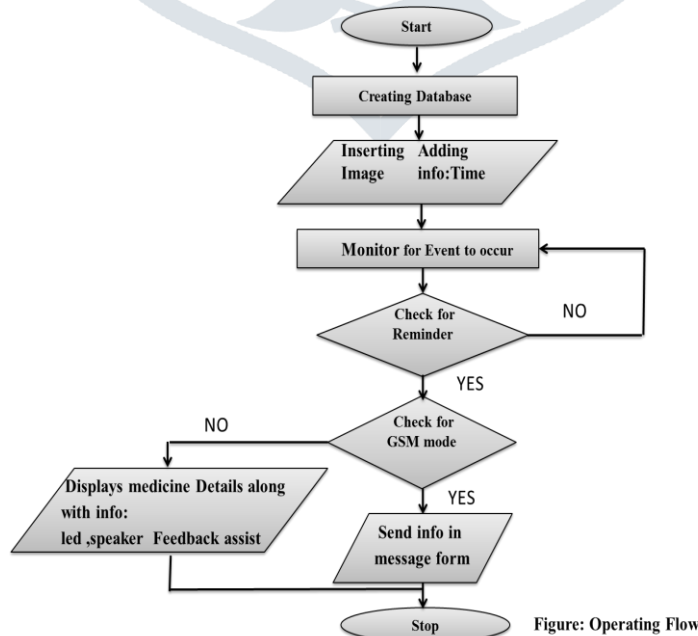 Start
Creating Database
Inserting Adding
Image info:Time
Monitor for Event to occur
Check for
Reminder
NO
YES
Check for
GSM mode
NO
YES
Displays medicine Details along
with info:
led ,speaker Feedback assist
Send info in
message form
Stop
Figure: Operating Flow